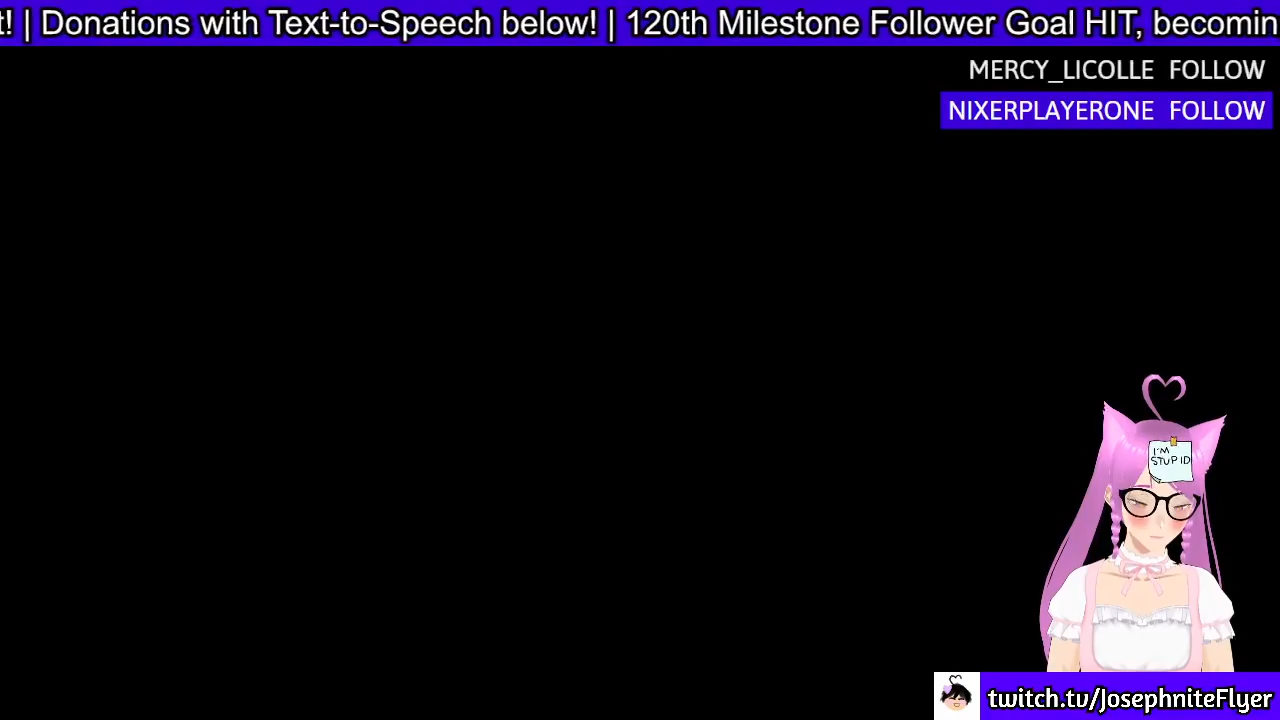 t! | Donations with Text-to-Speech below! | 120th Milestone Follower Goal HIT, becomin
MERCY_LICOLLE FOLLOW
NIXERPLAYERONE FOLLOW
I'M
STUPID
twitch.tv/JosephniteFlyer